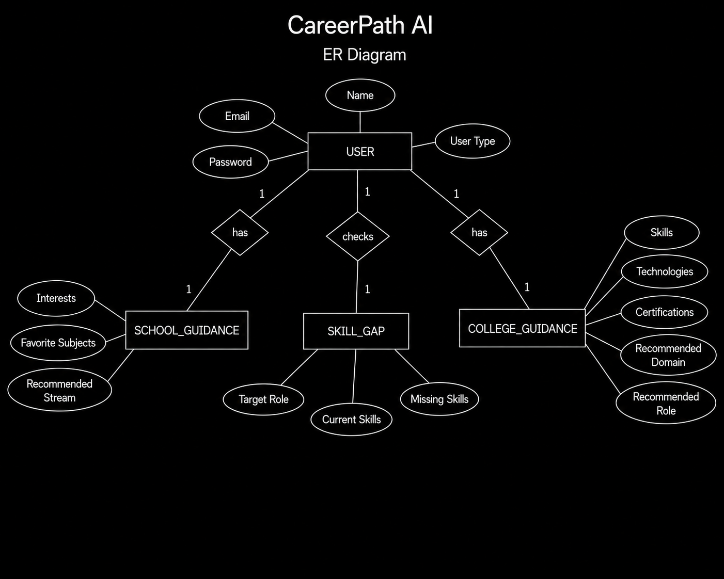 CareerPath AI
ER Diagram
Name
Email
User Type
USER
Password
1
1
1
has
checks
has
Skills
Technologies
1
1
1
Interests
Certifications
SCHOOL_GUIDANCE
SKILL_GAP
COLLEGE_GUIDANCE
Favorite Subjects
Recommended
Domain
Recommended
Stream
Target Role
Missing Skills
Current Skills
Recommended
Role